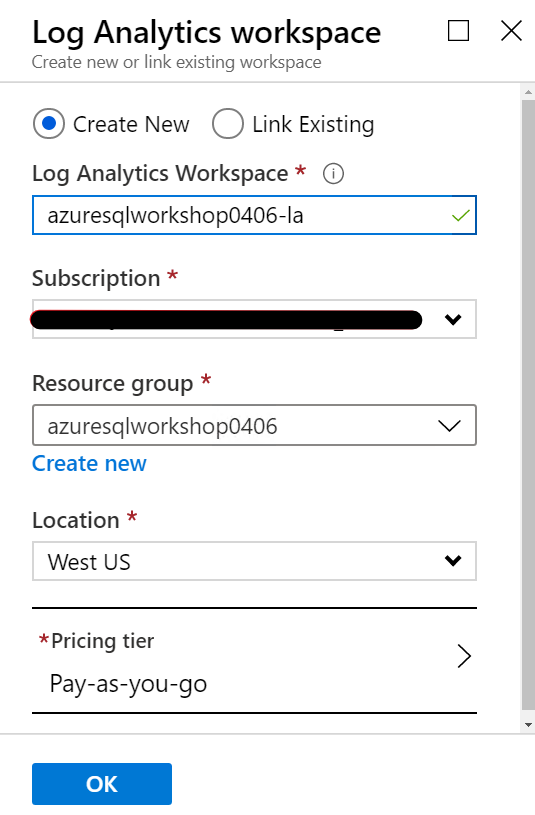 Log Analytics workspace
Create new or link existing workspace
Create New
Link Existing
Log Analytics Workspace *
azuresqlworkshop0406-la
Subscription *
Resource group *
azuresqlworkshop0406
Create new
Location *
West US
*Pricing tier
Pay-as-you-go
OK